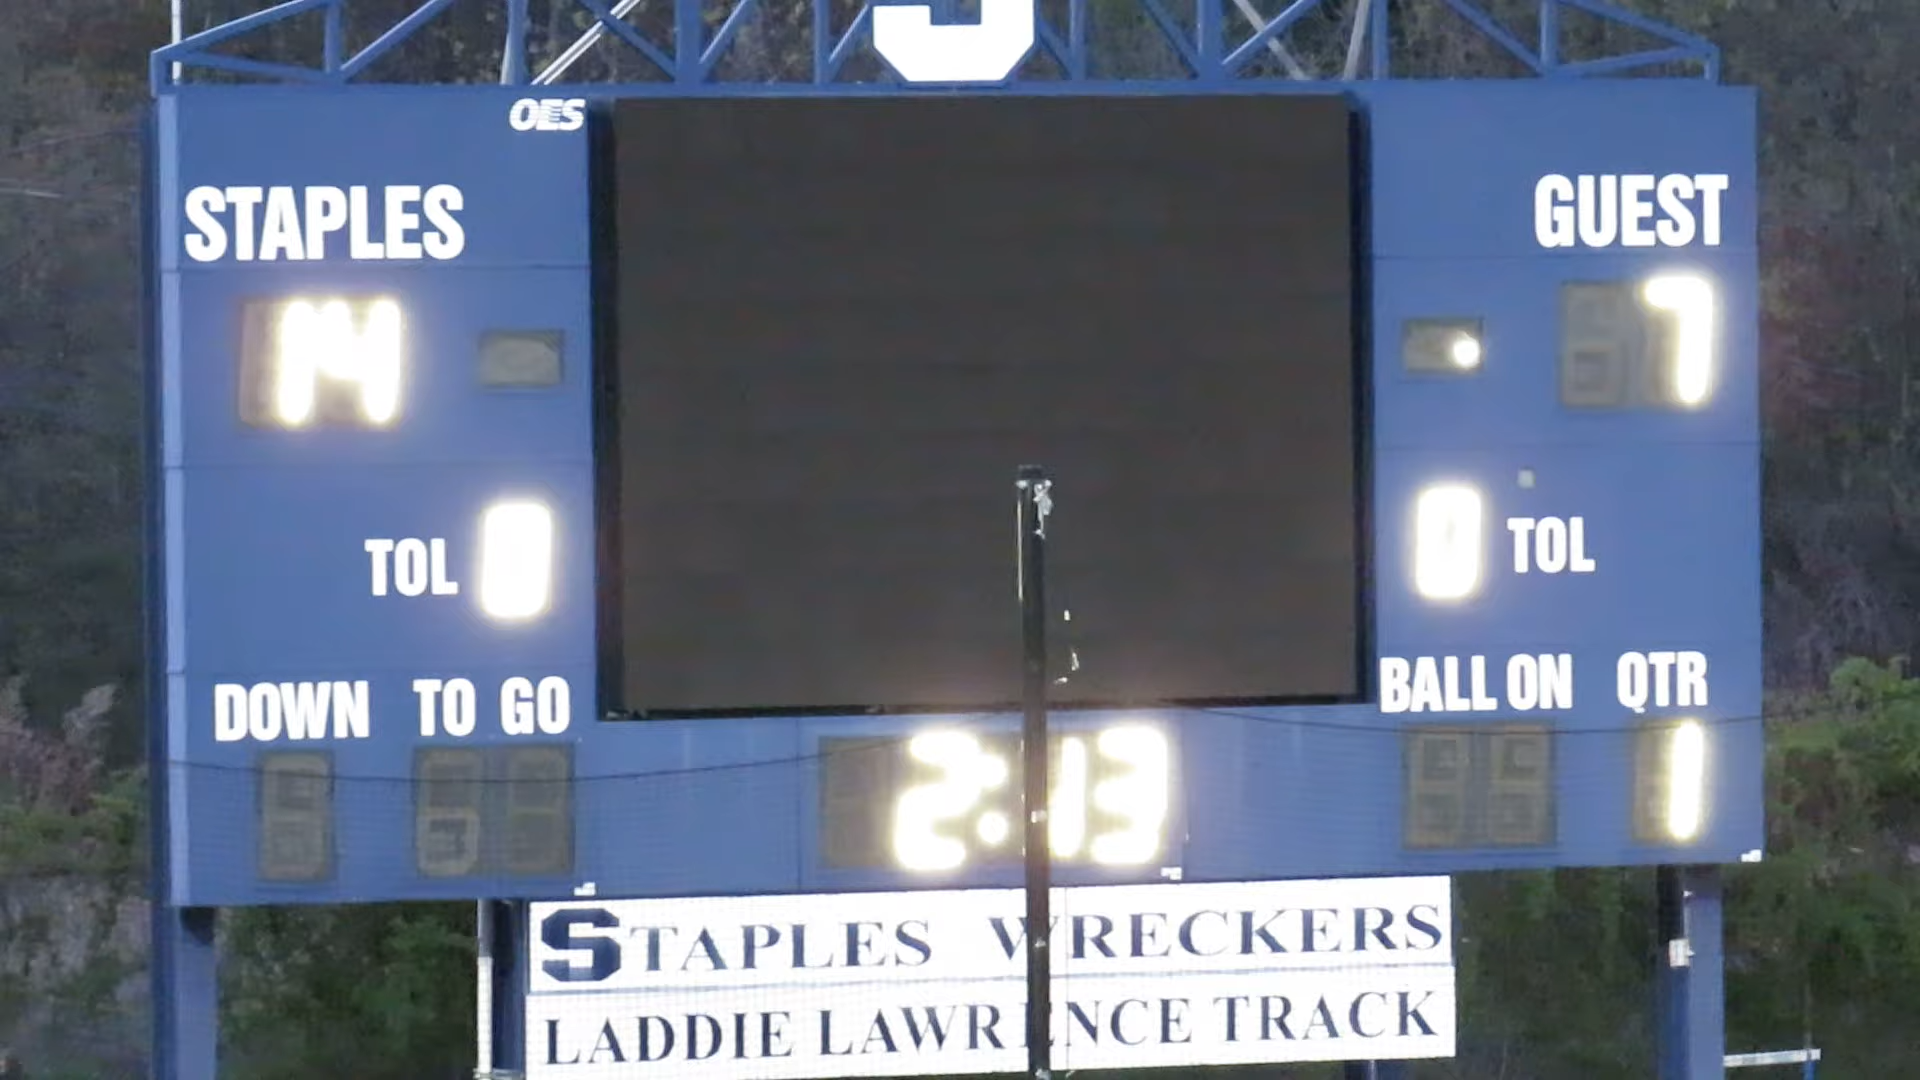 S
OES
STAPLES
GUEST
14
7
TOL 0
0 TOL
DOWN TO GO
BALL ON QTR
2:13
1
STAPLES WRECKERS
LADDIE LAWRENCE TRACK